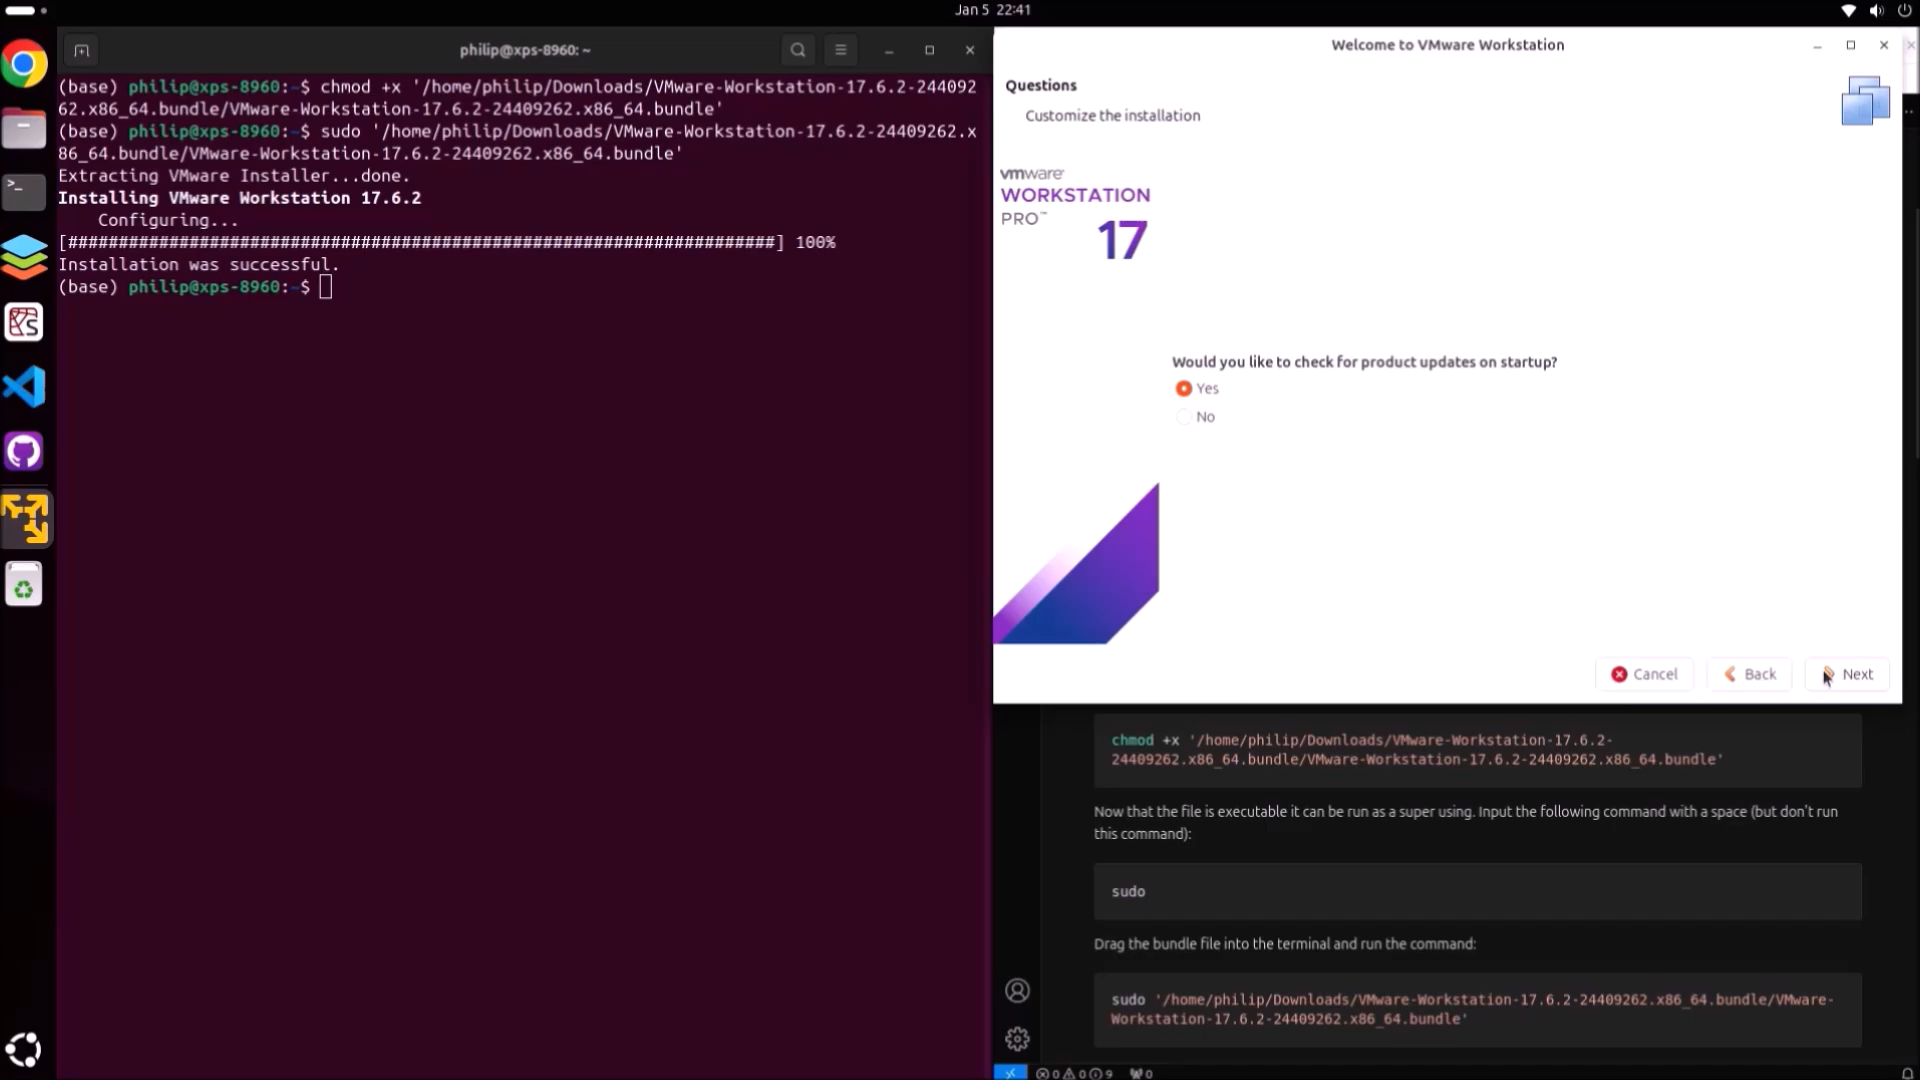 Jan 5 22:41
philip@xps-8960: ~
(base) philip@xps-8960:~$ chmod +x '/home/philip/Downloads/VMware-Workstation-17.6.2-244092
62.x86_64.bundle/VMware-Workstation-17.6.2-24409262.x86_64.bundle'
(base) philip@xps-8960:~$ sudo '/home/philip/Downloads/VMware-Workstation-17.6.2-24409262.x
86_64.bundle/VMware-Workstation-17.6.2-24409262.x86_64.bundle'
Extracting VMware Installer...done.
Installing VMware Workstation 17.6.2
Configuring...
[######################################################################] 100%
Installation was successful.
(base) philip@xps-8960:~$
Welcome to VMware Workstation
Questions
Customize the installation
vmware
WORKSTATION
PRO™
17
Would you like to check for product updates on startup?
Yes
No
Cancel
Back
Next
chmod +x '/home/philip/Downloads/VMware-Workstation-17.6.2-
24409262.x86_64.bundle/VMware-Workstation-17.6.2-24409262.x86_64.bundle'
Now that the file is executable it can be run as a super using. Input the following command with a space (but don't run
this command):
sudo
Drag the bundle file into the terminal and run the command:
sudo '/home/philip/Downloads/VMware-Workstation-17.6.2-24409262.x86_64.bundle/VMware-
Workstation-17.6.2-24409262.x86_64.bundle'
0 0 9 0